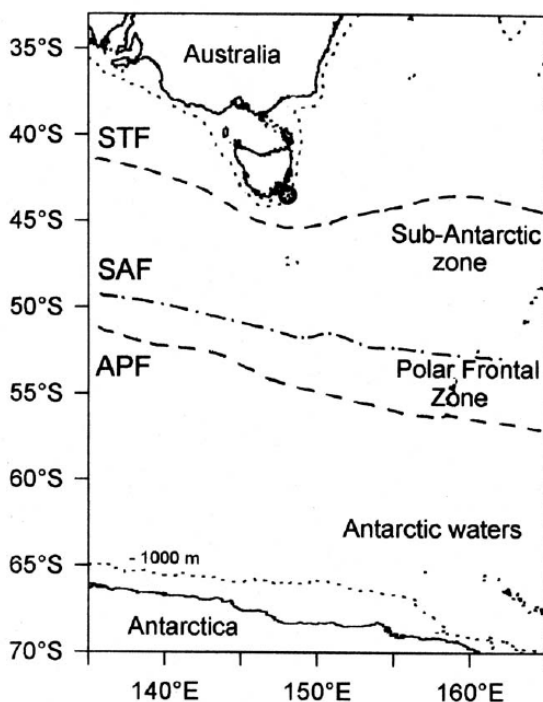 35°S
Australia
40°S
STF
45°S
Sub-Antarctic
zone
SAF
50°S
APF
Polar Frontal
Zone
55°S
60°S
Antarctic waters
1000 m
65°S
Antarctica
70°S
140°E
150°E
160°E